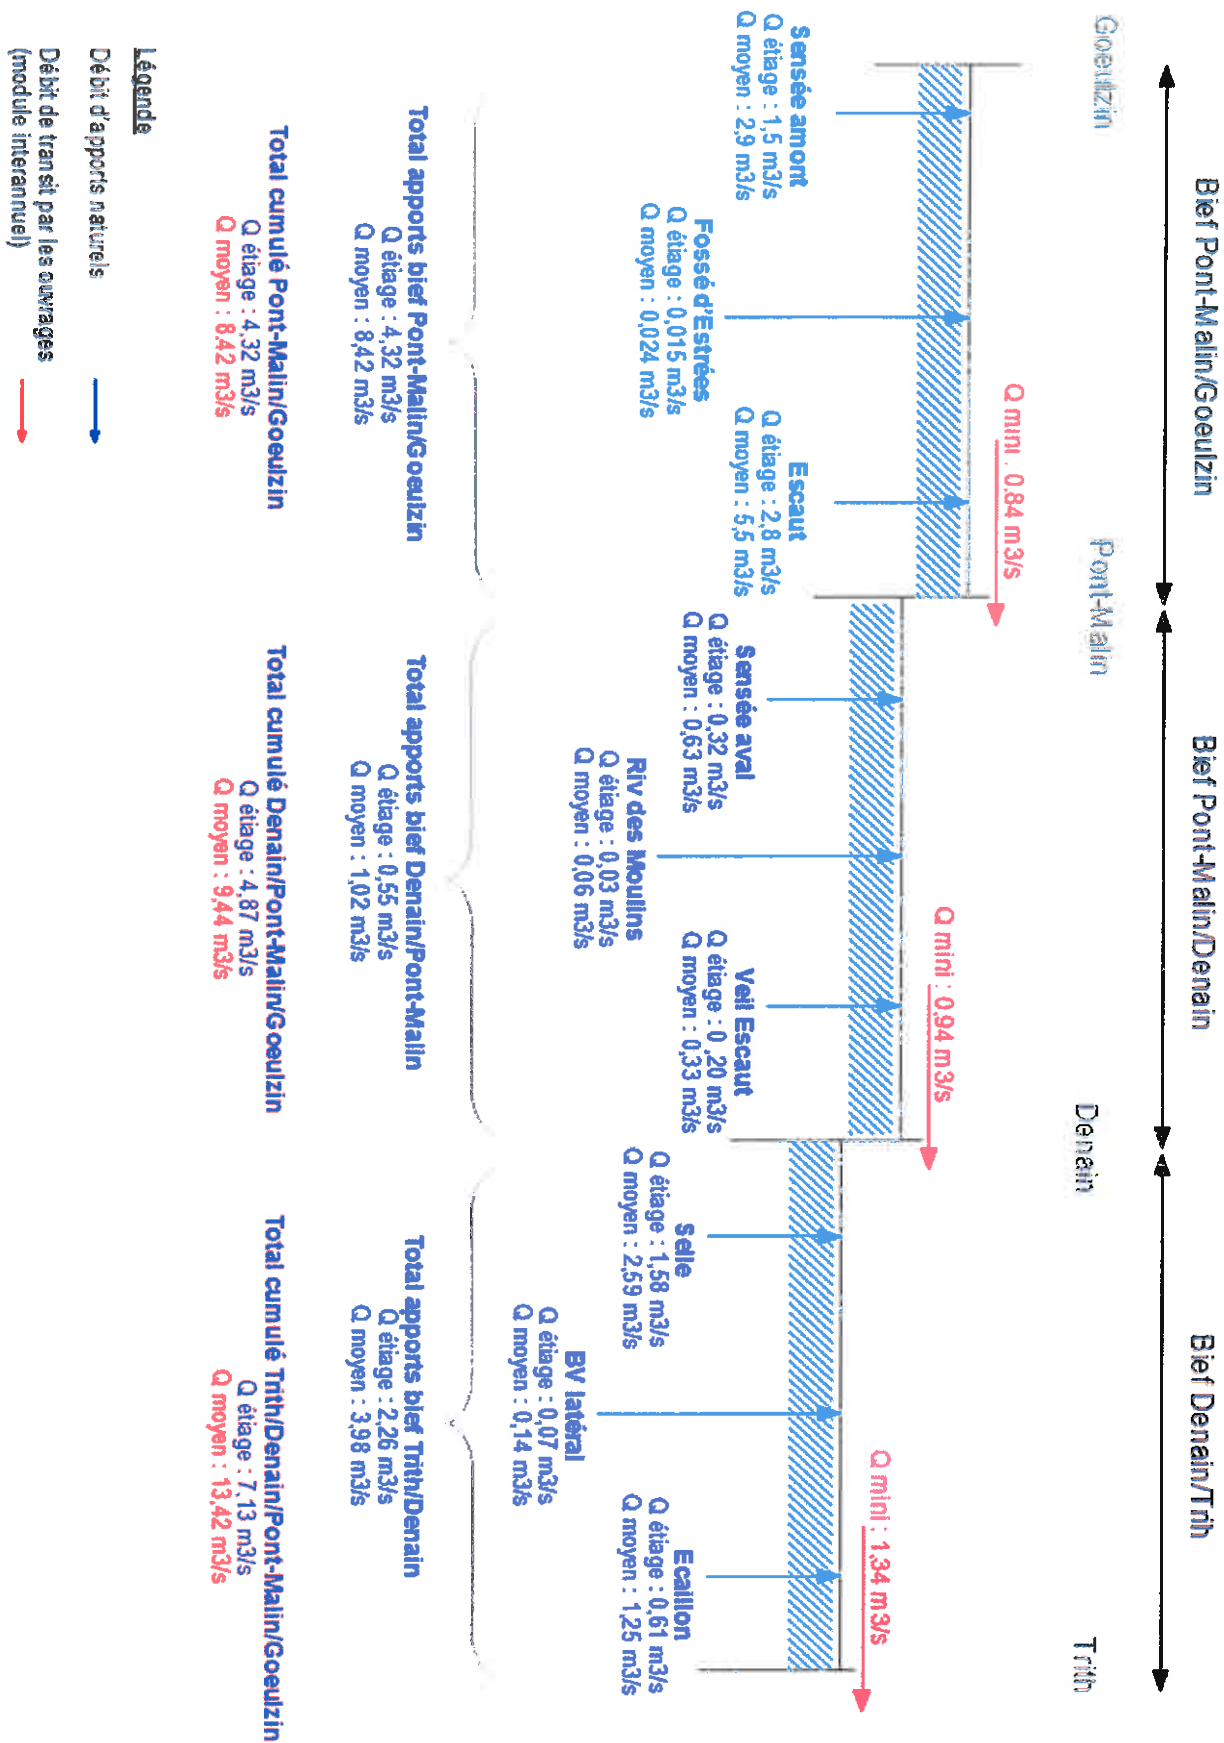 Bief Pont-Malin/Goeulzin
Bief Pont-Malin/Denain
Bief Denain/Trih
Goeulzin
Pont-Malin
Denain
Trith
Q mini : 0,84 m3/s
Q mini : 0,94 m3/s
Q mini : 1,34 m3/s
Sensée amont
Q étiage : 1,5 m3/s
Q moyen : 2,9 m3/s
Fossé d'Estrées
Q étiage : 0,015 m3/s
Q moyen : 0,024 m3/s
Escaut
Q étiage : 2,8 m3/s
Q moyen : 5,5 m3/s
Sensée aval
Q étiage : 0,32 m3/s
Q moyen : 0,63 m3/s
Riv des Moulins
Q étiage : 0,03 m3/s
Q moyen : 0,06 m3/s
Veil Escaut
Q étiage : 0 ,20 m3/s
Q moyen : 0,33 m3/s
Selle
Q étiage : 1,58 m3/s
Q moyen : 2,59 m3/s
BV latéral
Q étiage : 0,07 m3/s
Q moyen : 0,14 m3/s
Ecaillon
Q étiage : 0,61 m3/s
Q moyen : 1,25 m3/s
Total apports bief Pont-Malin/Goeulzin
Q étiage : 4,32 m3/s
Q moyen : 8,42 m3/s
Total apports bief Denain/Pont-Malin
Q étiage : 0,55 m3/s
Q moyen : 1,02 m3/s
Total apports bief Trith/Denain
Q étiage : 2,26 m3/s
Q moyen : 3,98 m3/s
Total cumulé Pont-Malin/Goeulzin
Q étiage : 4,32 m3/s
Q moyen : 8,42 m3/s
Total cumulé Denain/Pont-Malin/Goeulzin
Q étiage : 4,87 m3/s
Q moyen : 9,44 m3/s
Total cumulé Trith/Denain/Pont-Malin/Goeulzin
Q étiage : 7,13 m3/s
Q moyen : 13,42 m3/s
Légende
Débit d'apports naturels
Débit de transit par les ouvrages
(module interannuel)